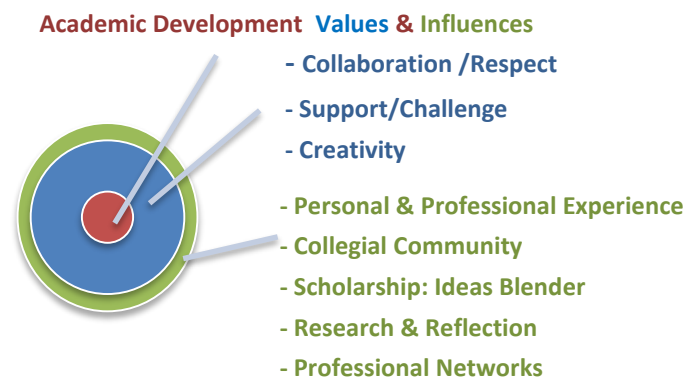 Academic Development Values & Influences
- Collaboration /Respect
- Support/Challenge
- Creativity
- Personal & Professional Experience
- Collegial Community
- Scholarship: Ideas Blender
- Research & Reflection
- Professional Networks